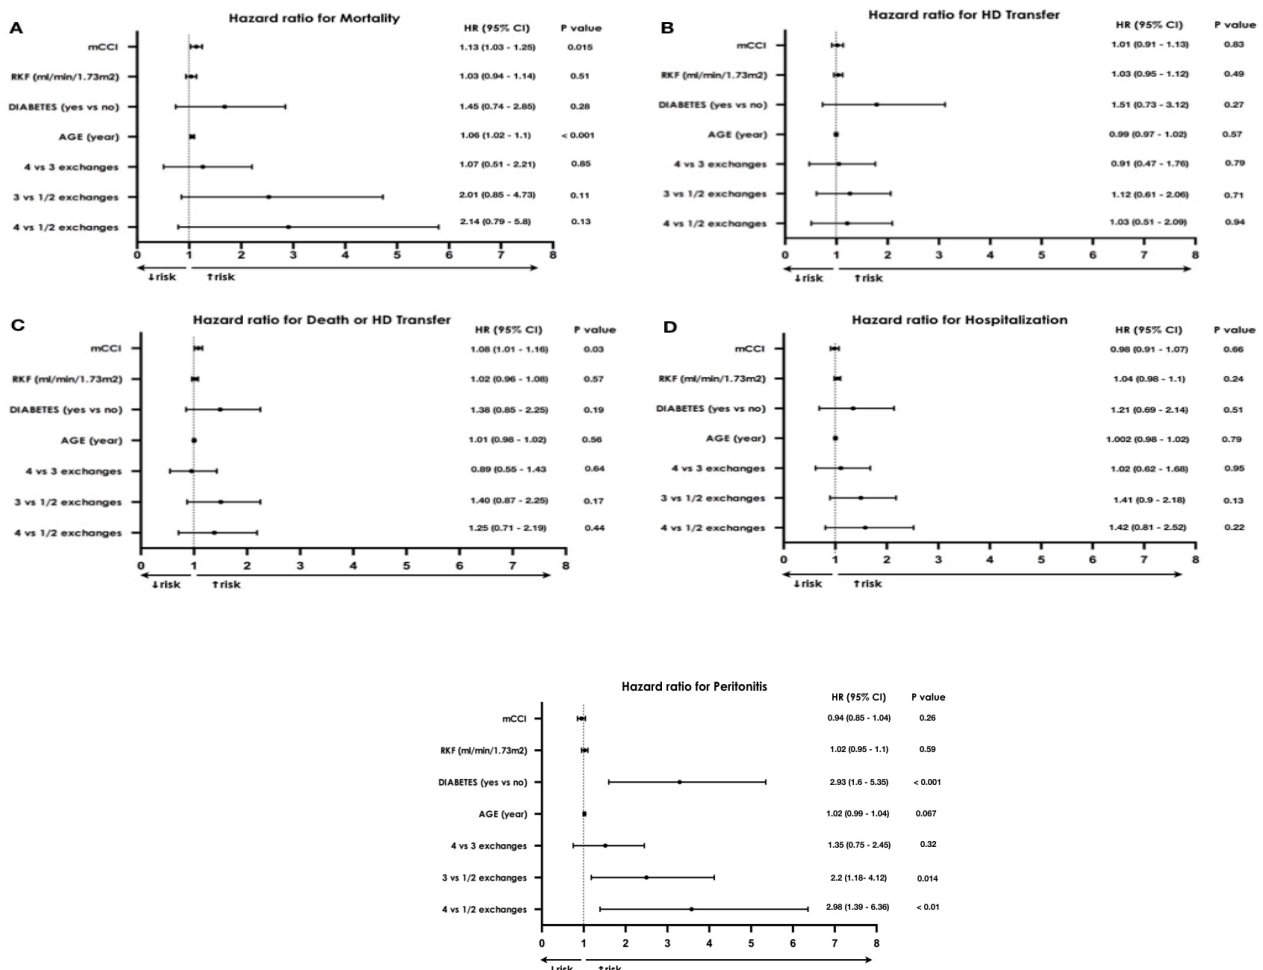 A
Hazard ratio for Mortality
HR (95% CI) P value
mCCI 1.13 (1.03 - 1.25) 0.015
RKF (ml/min/1.73m2) 1.03 (0.94 - 1.14) 0.51
DIABETES (yes vs no) 1.45 (0.74 - 2.85) 0.28
AGE (year) 1.06 (1.02 - 1.1) < 0.001
4 vs 3 exchanges 1.07 (0.51 - 2.21) 0.85
3 vs 1/2 exchanges 2.01 (0.85 - 4.73) 0.11
4 vs 1/2 exchanges 2.14 (0.79 - 5.8) 0.13
0 1 2 3 4 5 6 7 8
↓risk ↑risk
B
Hazard ratio for HD Transfer
HR (95% CI) P value
mCCI 1.01 (0.91 - 1.13) 0.83
RKF (ml/min/1.73m2) 1.03 (0.95 - 1.12) 0.49
DIABETES (yes vs no) 1.51 (0.73 - 3.12) 0.27
AGE (year) 0.99 (0.97 - 1.02) 0.57
4 vs 3 exchanges 0.91 (0.47 - 1.76) 0.79
3 vs 1/2 exchanges 1.12 (0.61 - 2.06) 0.71
4 vs 1/2 exchanges 1.03 (0.51 - 2.09) 0.94
0 1 2 3 4 5 6 7 8
↓risk ↑risk
C
Hazard ratio for Death or HD Transfer
HR (95% CI) P value
mCCI 1.08 (1.01 - 1.16) 0.03
RKF (ml/min/1.73m2) 1.02 (0.96 - 1.08) 0.57
DIABETES (yes vs no) 1.38 (0.85 - 2.25) 0.19
AGE (year) 1.01 (0.98 - 1.02) 0.56
4 vs 3 exchanges 0.89 (0.55 - 1.43 0.64
3 vs 1/2 exchanges 1.40 (0.87 - 2.25) 0.17
4 vs 1/2 exchanges 1.25 (0.71 - 2.19) 0.44
0 1 2 3 4 5 6 7 8
↓risk ↑risk
D
Hazard ratio for Hospitalization
HR (95% CI) P value
mCCI 0.98 (0.91 - 1.07) 0.66
RKF (ml/min/1.73m2) 1.04 (0.98 - 1.1) 0.24
DIABETES (yes vs no) 1.21 (0.69 - 2.14) 0.51
AGE (year) 1.002 (0.98 - 1.02) 0.79
4 vs 3 exchanges 1.02 (0.62 - 1.68) 0.95
3 vs 1/2 exchanges 1.41 (0.9 - 2.18) 0.13
4 vs 1/2 exchanges 1.42 (0.81 - 2.52) 0.22
0 1 2 3 4 5 6 7 8
↓risk ↑risk
Hazard ratio for Peritonitis
HR (95% CI) P value
mCCI 0.94 (0.85 - 1.04) 0.26
RKF (ml/min/1.73m2) 1.02 (0.95 - 1.1) 0.59
DIABETES (yes vs no) 2.93 (1.6 - 5.35) < 0.001
AGE (year) 1.02 (0.99 - 1.04) 0.067
4 vs 3 exchanges 1.35 (0.75 - 2.45) 0.32
3 vs 1/2 exchanges 2.2 (1.18- 4.12) 0.014
4 vs 1/2 exchanges 2.98 (1.39 - 6.36) < 0.01
0 1 2 3 4 5 6 7 8
↓risk ↑risk